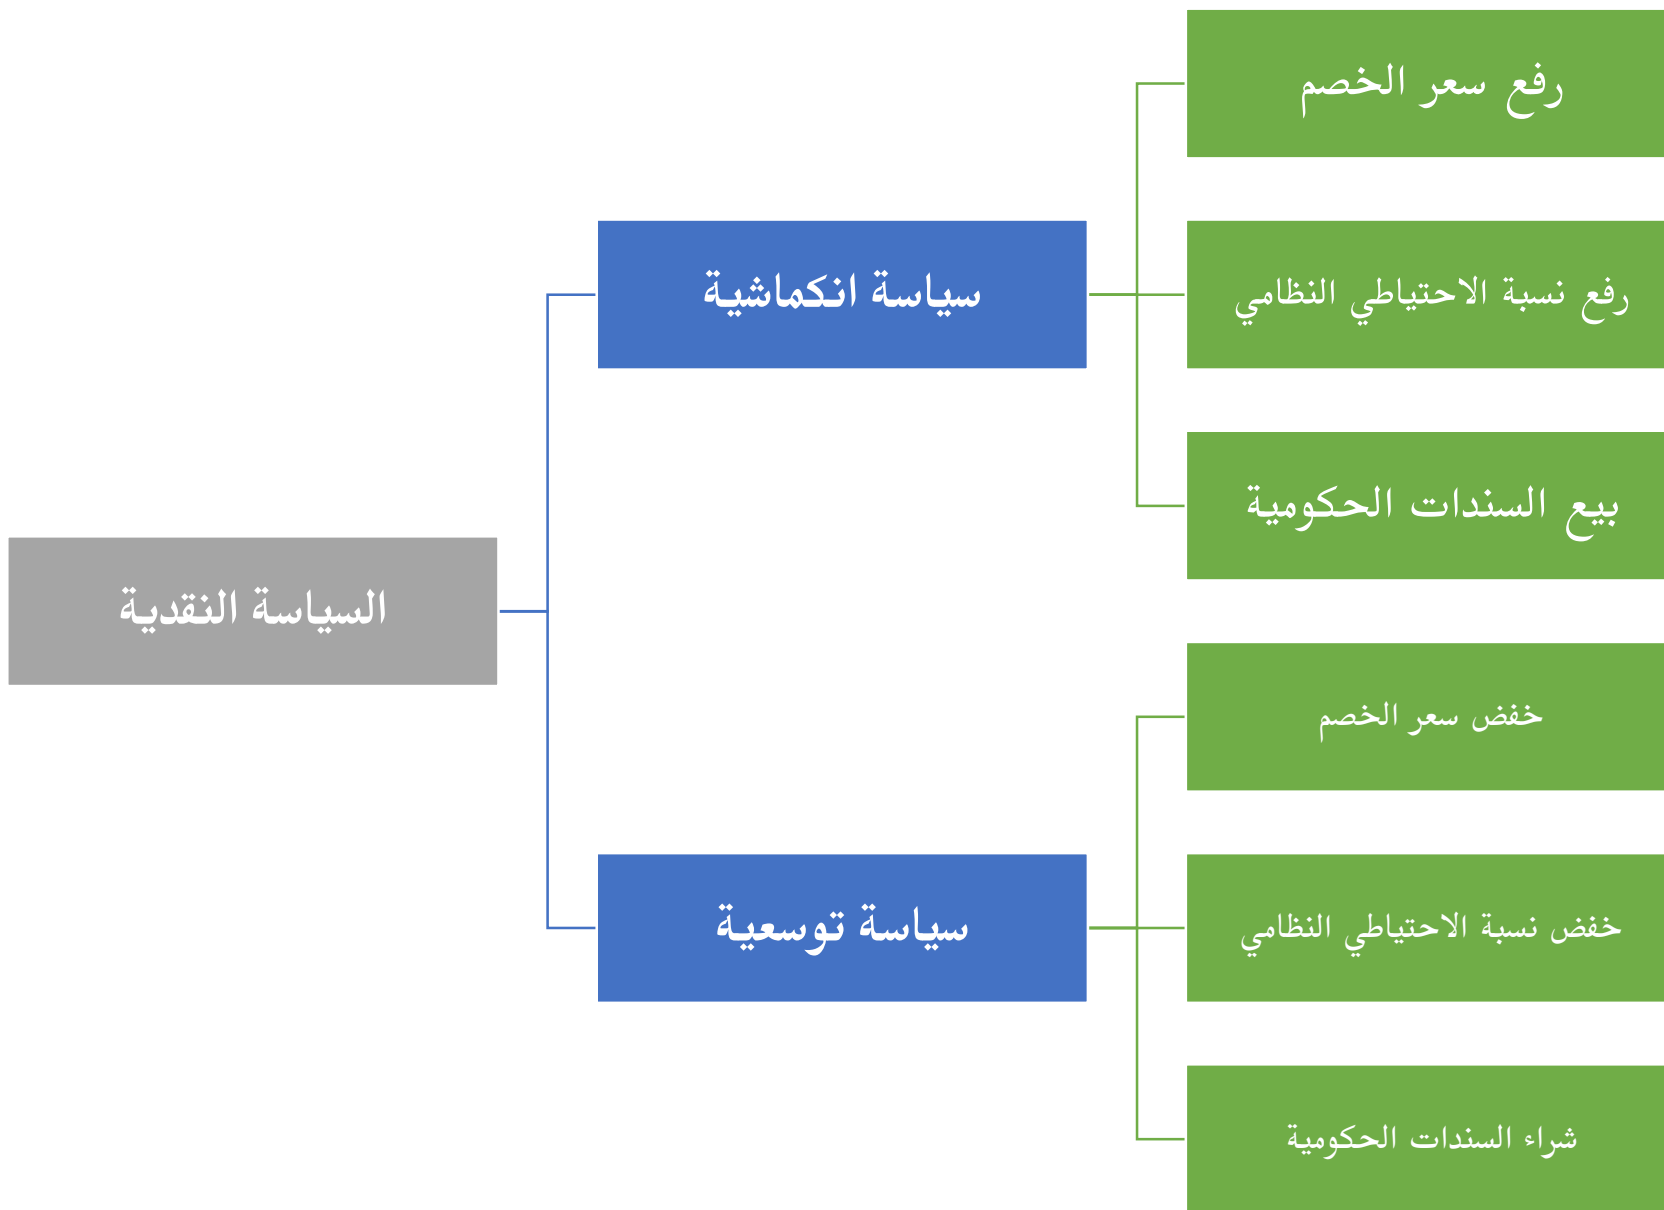 السياسة النقدية
سياسة انكماشية
رفع سعر الخصم
رفع نسبة الاحتياطي النظامي
بيع السندات الحكومية
سياسة توسعية
خفض سعر الخصم
خفض نسبة الاحتياطي النظامي
شراء السندات الحكومية